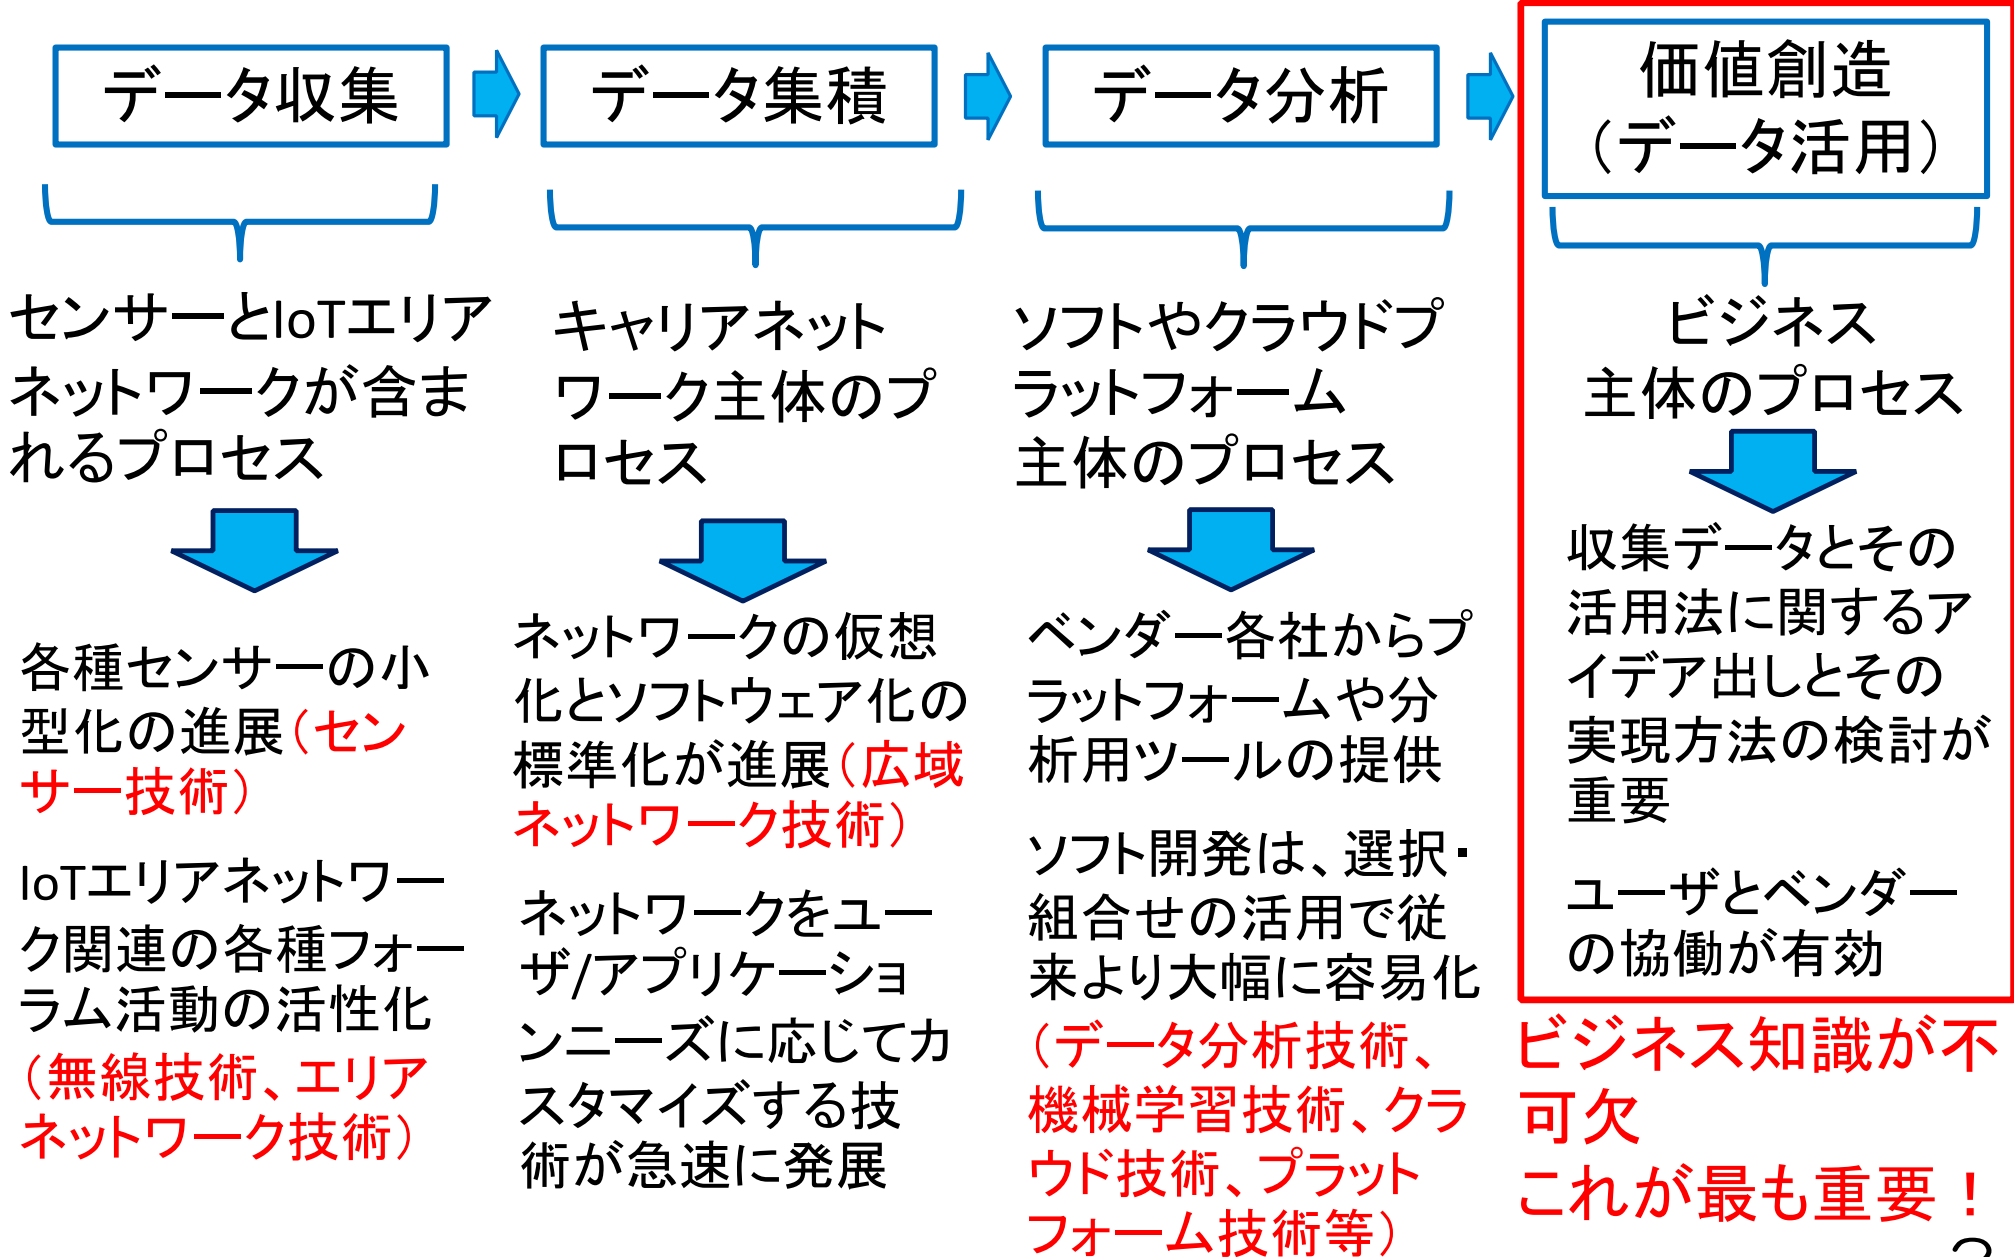 データ収集
センサーとIoTエリア
ネットワークが含ま
れるプロセス
各種センサーの小
型化の進展（セン
サー技術）
IoTエリアネットワー
ク関連の各種フォー
ラム活動の活性化
（無線技術、エリア
ネットワーク技術）
データ集積
キャリアネット
ワーク主体のプ
ロセス
ネットワークの仮想
化とソフトウェア化の
標準化が進展（広域
ネットワーク技術）
ネットワークをユー
ザ/アプリケーショ
ンニーズに応じてカ
スタマイズする技
術が急速に発展
データ分析
ソフトやクラウドプ
ラットフォーム
主体のプロセス
ベンダー各社からプ
ラットフォームや分
析用ツールの提供
ソフト開発は、選択・
組合せの活用で従
来より大幅に容易化
（データ分析技術、
機械学習技術、クラ
ウド技術、プラット
フォーム技術等）
価値創造
（データ活用）
ビジネス
主体のプロセス
収集データとその
活用法に関するア
イデア出しとその
実現方法の検討が
重要
ユーザとベンダー
の協働が有効
ビジネス知識が不
可欠
これが最も重要！